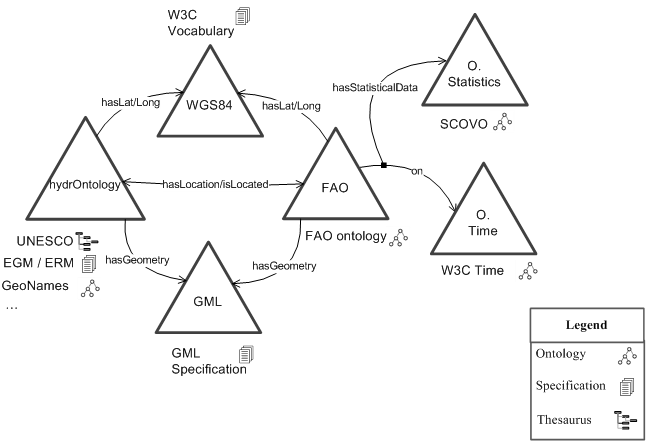 W3C
Vocabulary
O.
Statistics
hasStatisticalData
hasLat/Long
hasLat/Long
WGS84
SCOVO
hydrOntology
hasLocation/isLocated
FAO
on
O.
Time
UNESCO
EGM / ERM
GeoNames
...
FAO ontology
hasGeometry
hasGeometry
W3C Time
GML
GML
Specification
Legend
Ontology
Specification
Thesaurus